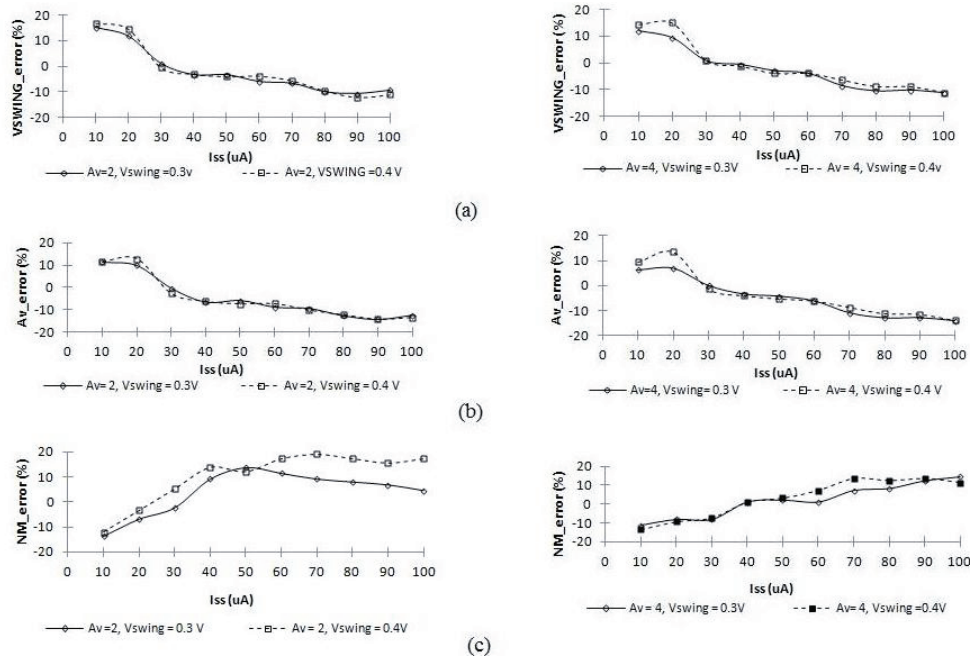 VSWING_error (%)
20
10
0
-10
-20
0 10 20 30 40 50 60 70 80 90 100
Iss (uA)
Av=2, Vswing =0.3v Av=2, VSWING =0.4 V
VSWING_error (%)
20
10
0
-10
-20
0 10 20 30 40 50 60 70 80 90 100
Iss (uA)
Av=4, Vswing =0.3V Av= 4, Vswing =0.4v
(a)
Av_error (%)
20
10
0
-10
-20
0 10 20 30 40 50 60 70 80 90 100
Iss (uA)
Av= 2, Vswing = 0.3V Av=2, Vswing = 0.4 V
Av_error (%)
20
10
0
-10
-20
0 10 20 30 40 50 60 70 80 90 100
Iss (uA)
Av=4, Vswing = 0.3 V Av= 4, Vswing = 0.4 V
(b)
NM_error (%)
20
10
0
-10
-20
0 10 20 30 40 50 60 70 80 90 100
Iss (uA)
Av =2, Vswing = 0.3 V Av = 2, Vswing = 0.4V
NM_error (%)
20
10
0
-10
-20
0 10 20 30 40 50 60 70 80 90 100
Iss (uA)
Av = 4, Vswing = 0.3V Av= 4, Vswing =0.4V
(c)